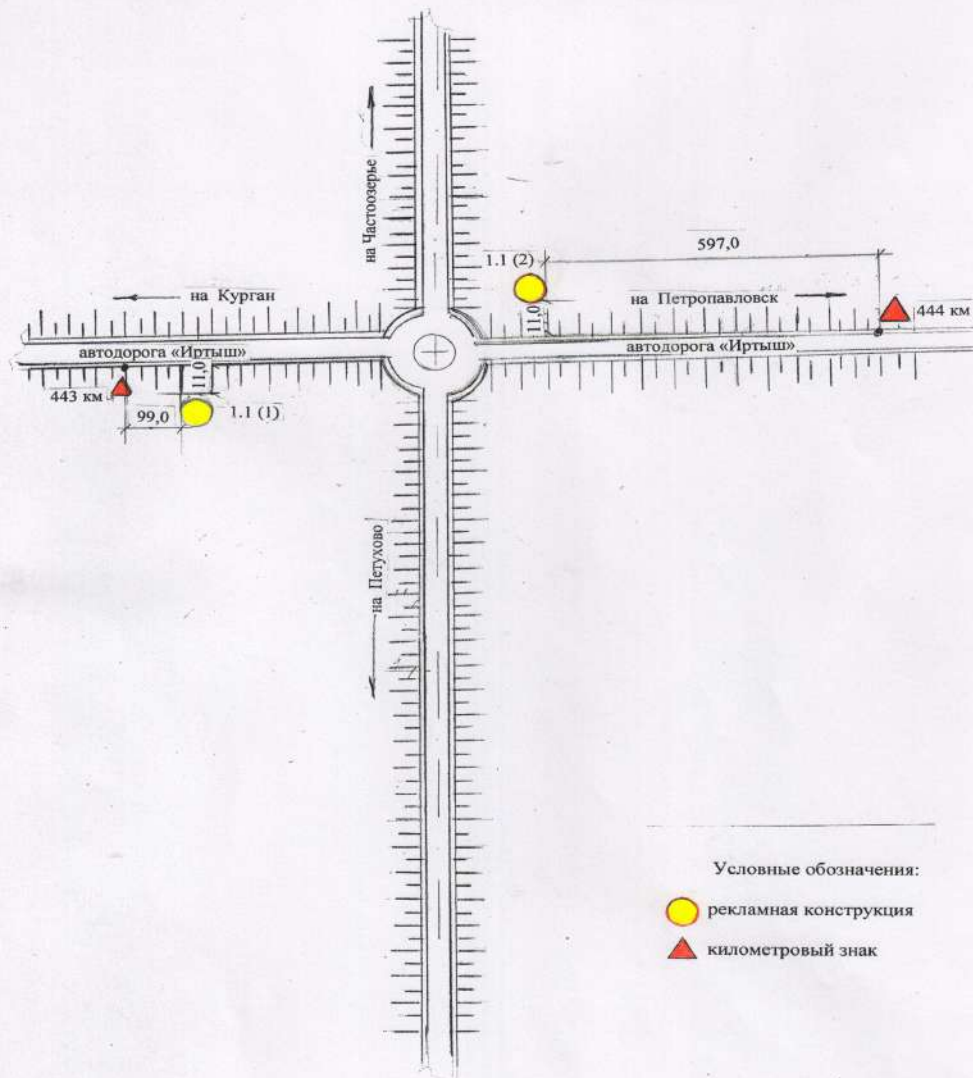 на Частоозерье
597,0
1.1 (2)
на Курган
на Петропавловск
11,0
444 км
автодорога «Иртыш»
автодорога «Иртыш»
11,0
443 км
99,0
1.1 (1)
на Петухово
Условные обозначения:
рекламная конструкция
километровый знак